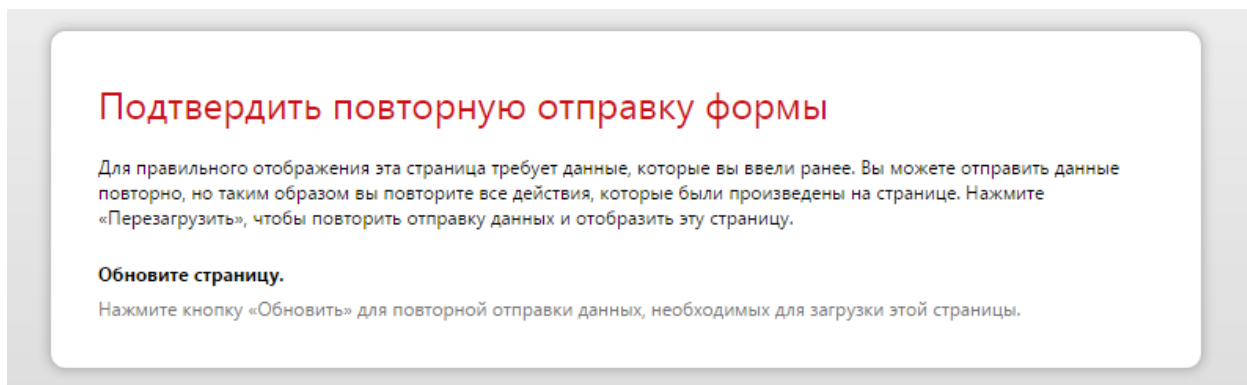 Подтвердить повторную отправку формы
Для правильного отображения эта страница требует данные, которые вы ввели ранее. Вы можете отправить данные
повторно, но таким образом вы повторите все действия, которые были произведены на странице. Нажмите
«Перезагрузить», чтобы повторить отправку данных и отобразить эту страницу.
Обновите страницу.
Нажмите кнопку «Обновить» для повторной отправки данных, необходимых для загрузки этой страницы.